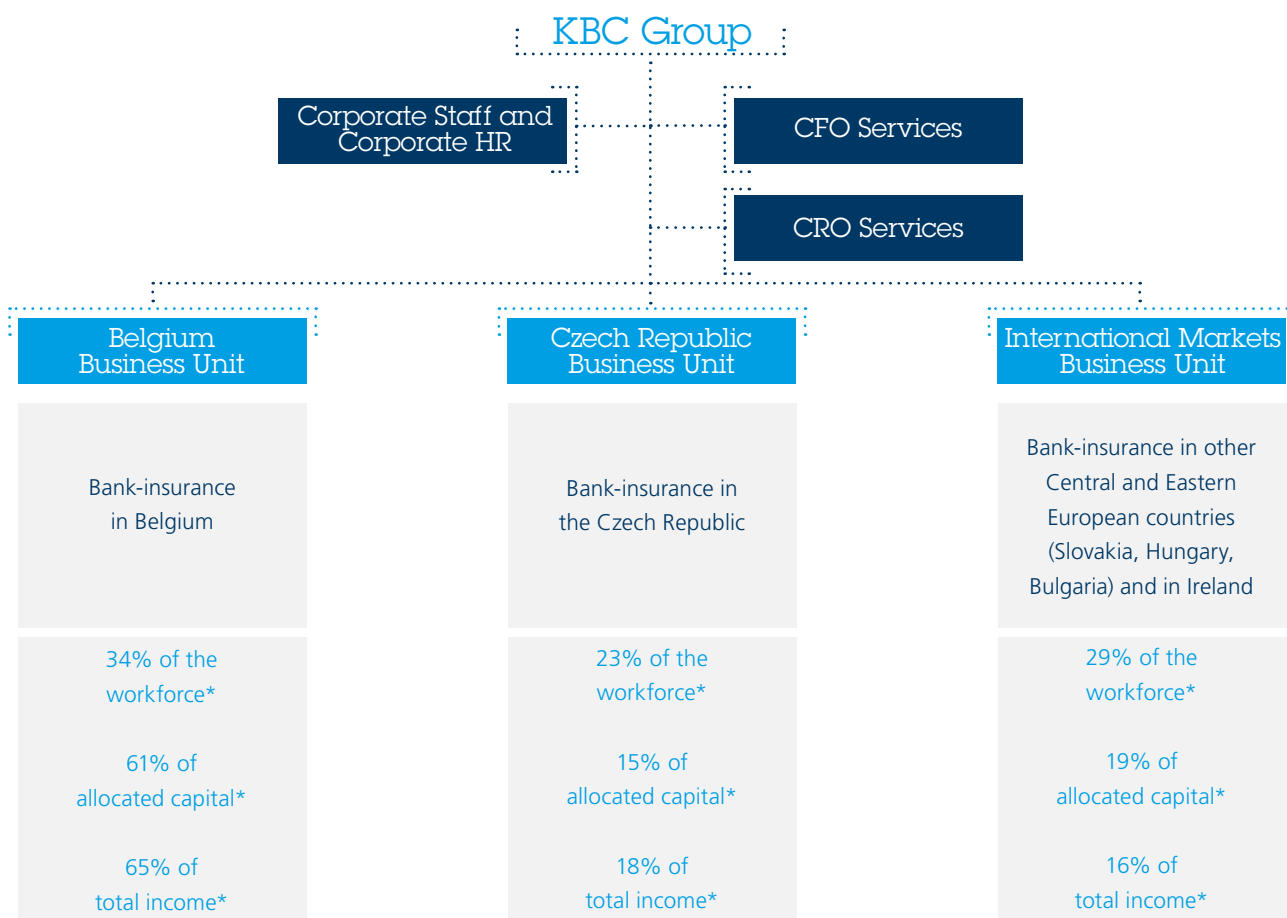 KBC Group
Corporate Staff and
Corporate HR
CFO Services
CRO Services
Belgium
Business Unit
Bank-insurance
in Belgium
34% of the
workforce*
61% of
allocated capital*
65% of
total income*
Czech Republic
Business Unit
Bank-insurance in
the Czech Republic
23% of the
workforce*
15% of
allocated capital*
18% of
total income*
International Markets
Business Unit
Bank-insurance in other
Central and Eastern
European countries
(Slovakia, Hungary,
Bulgaria) and in Ireland
29% of the
workforce*
19% of
allocated capital*
16% of
total income*